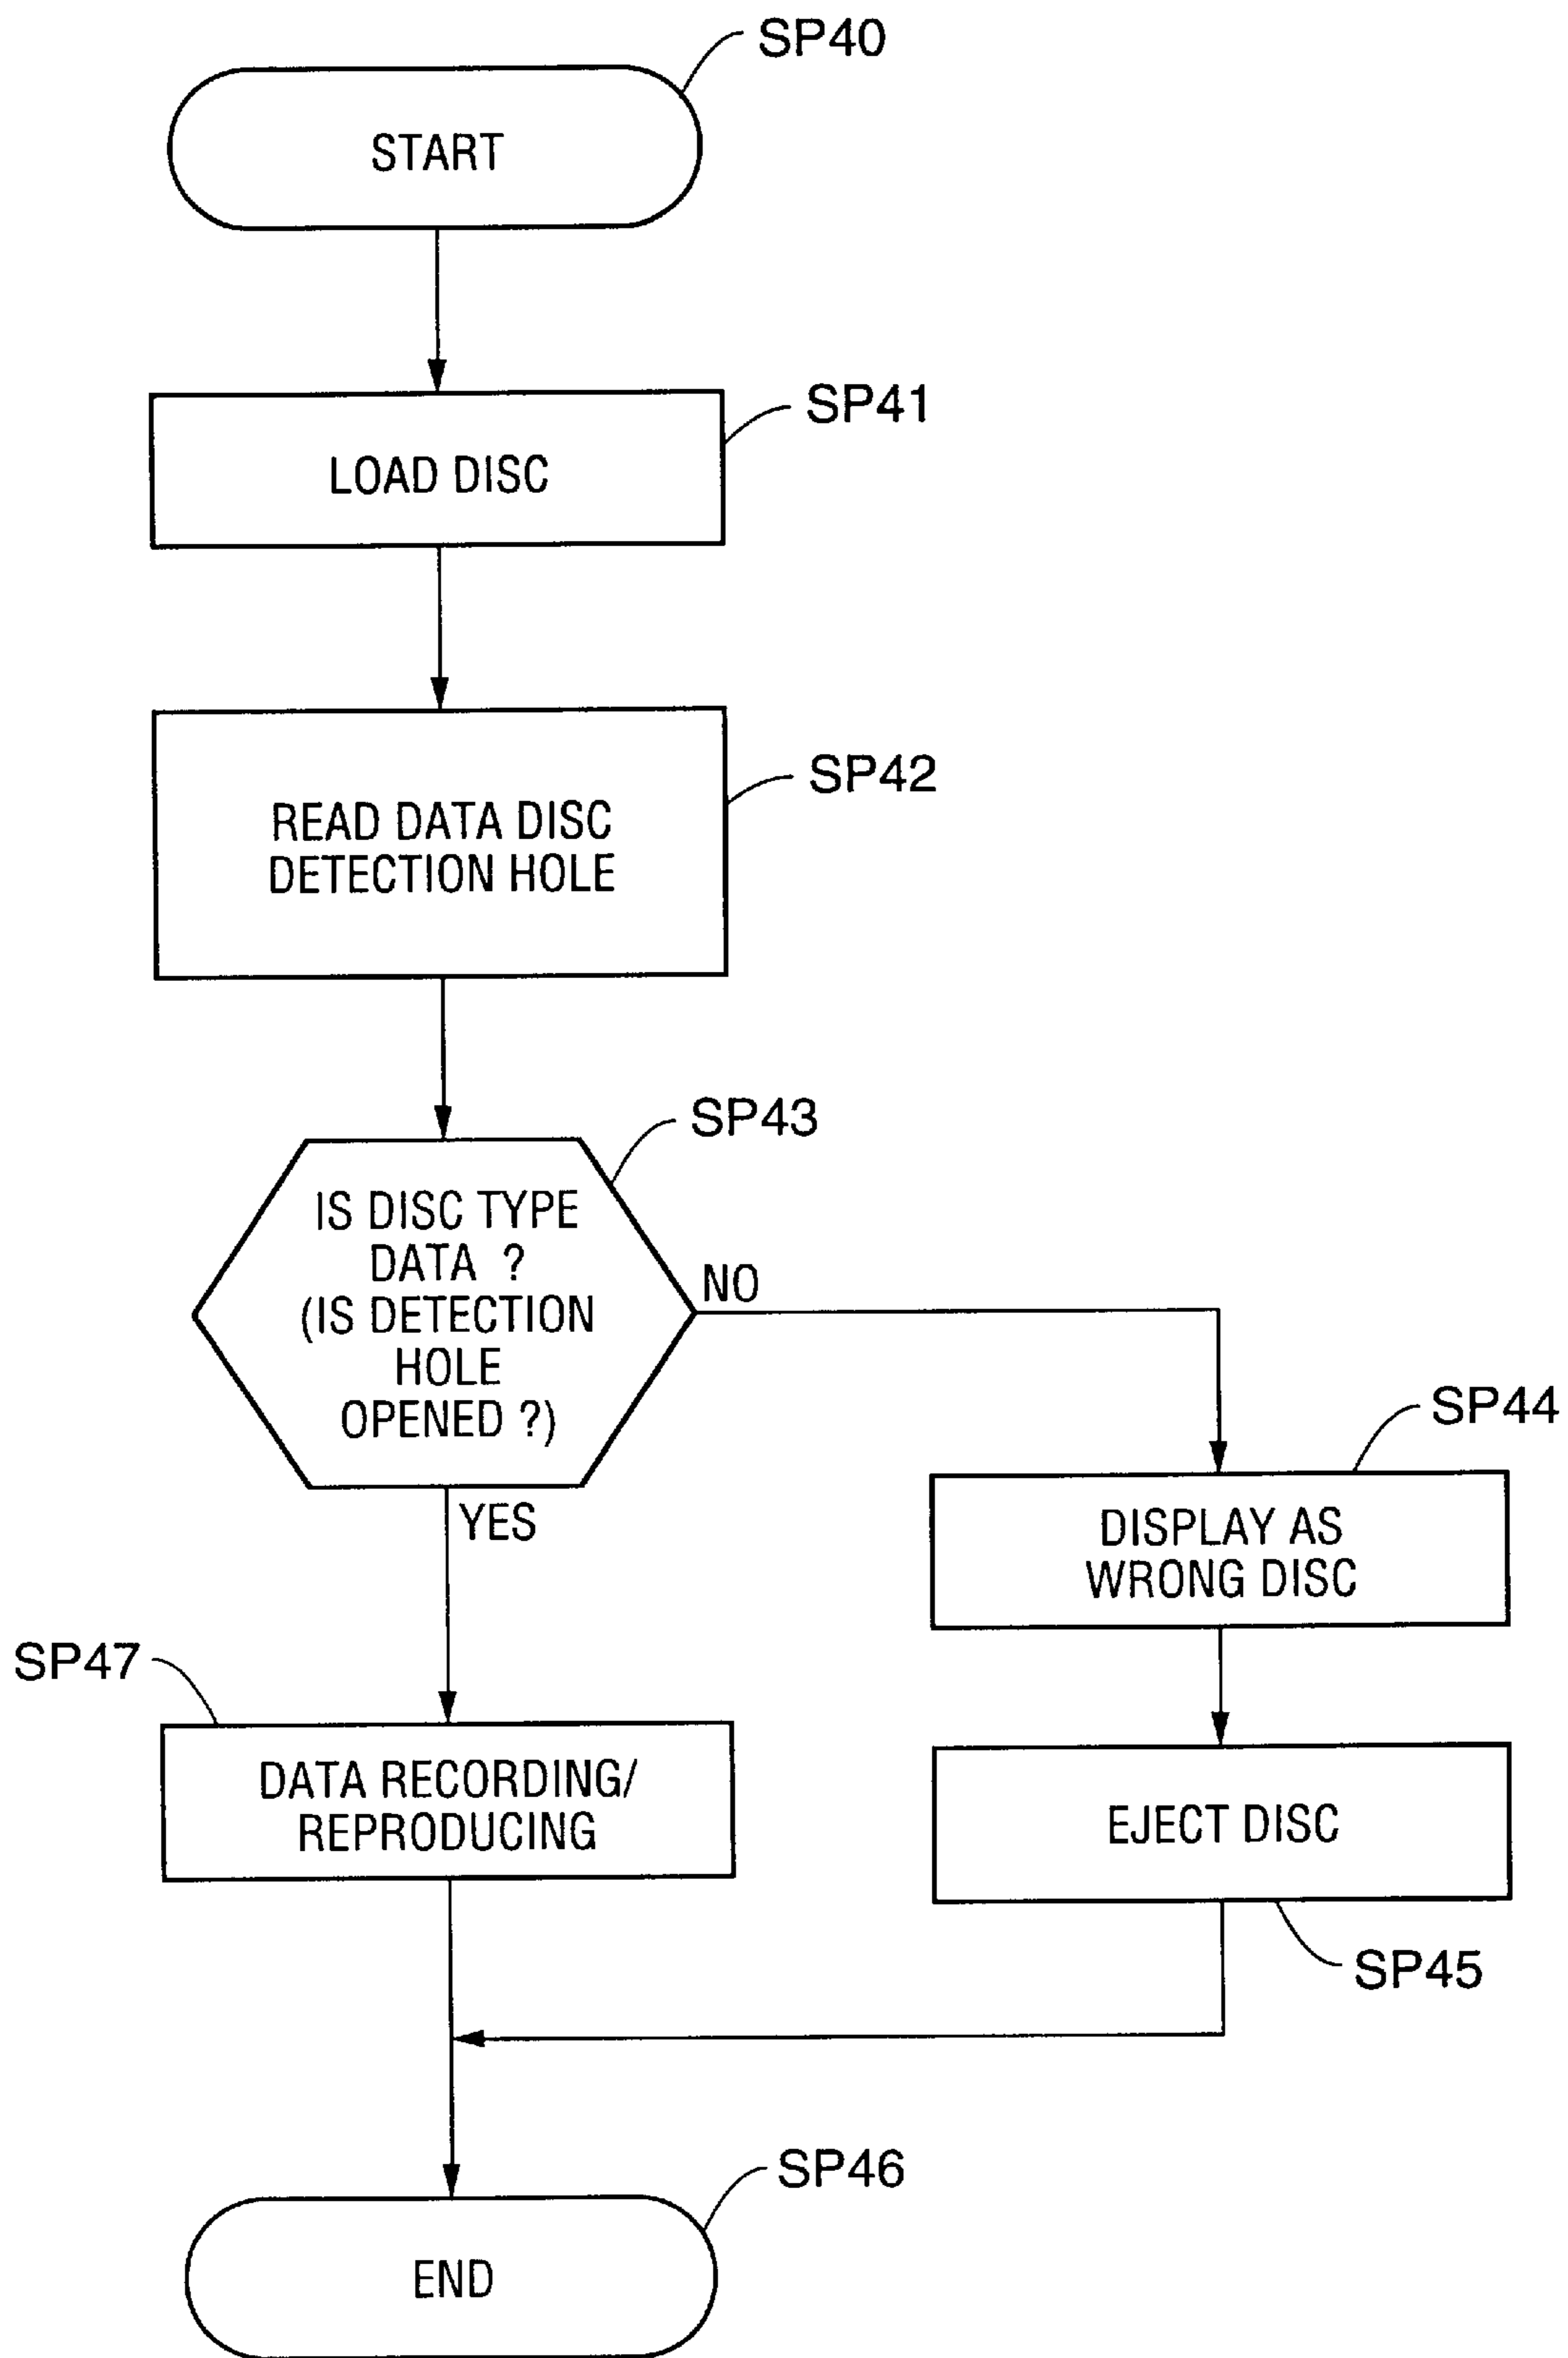 SP40
START
SP41
LOAD DISC
SP42
READ DATA DISC
DETECTION HOLE
SP43
IS DISC TYPE
DATA ?
(IS DETECTION
HOLE
OPENED ?)
NO
YES
SP44
DISPLAY AS
WRONG DISC
SP47
DATA RECORDING/
REPRODUCING
EJECT DISC
SP45
SP46
END